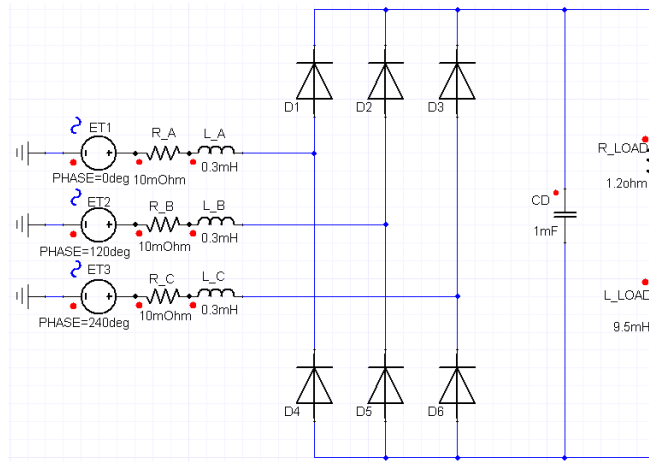 D1
D2
D3
ET1
R_A
L_A
PHASE=0deg
10mOhm
0.3mH
ET2
R_B
L_B
PHASE=120deg
10mOhm
0.3mH
ET3
R_C
L_C
PHASE=240deg
10mOhm
0.3mH
R_LOAD
1.2ohm
CD
1mF
L_LOAD
9.5mH
D4
D5
D6